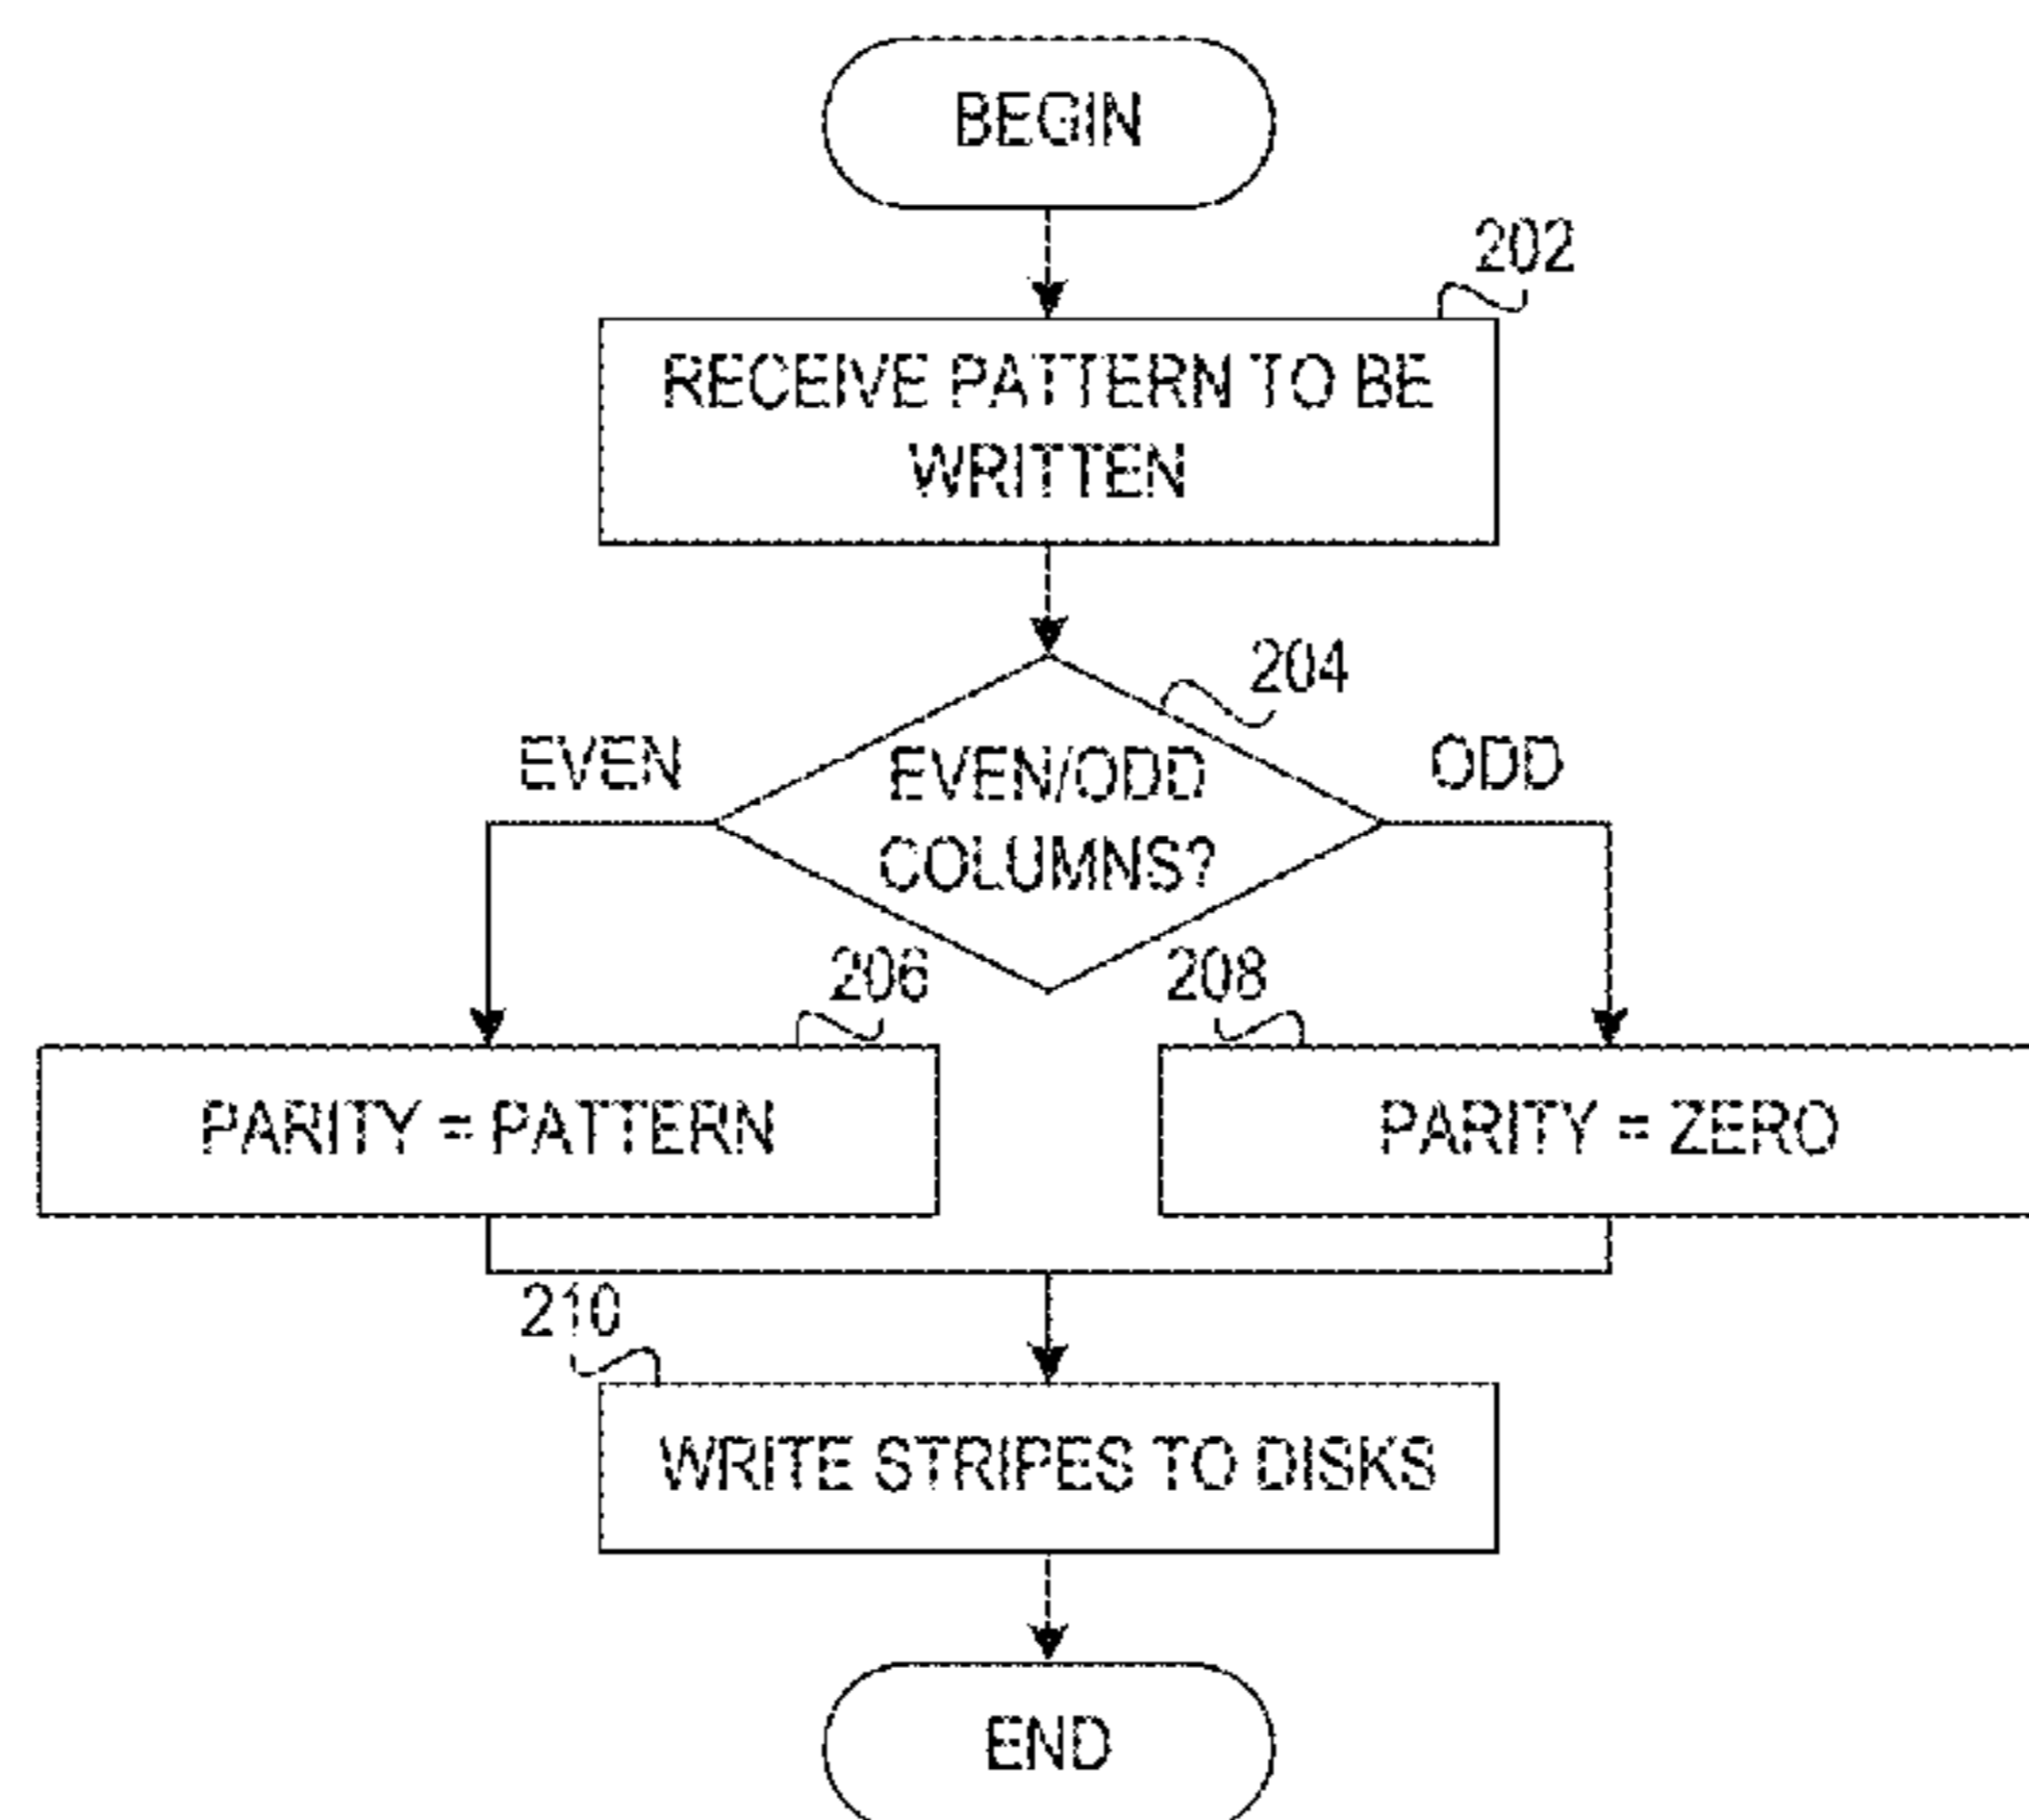 BEGIN
202
RECEIVE PATTERN TO BE
WRITTEN
204
EVEN
EVEN/ODD
COLUMNS?
ODD
206
208
PARITY = PATTERN
PARITY = ZERO
210
WRITE STRIPES TO DISKS
END